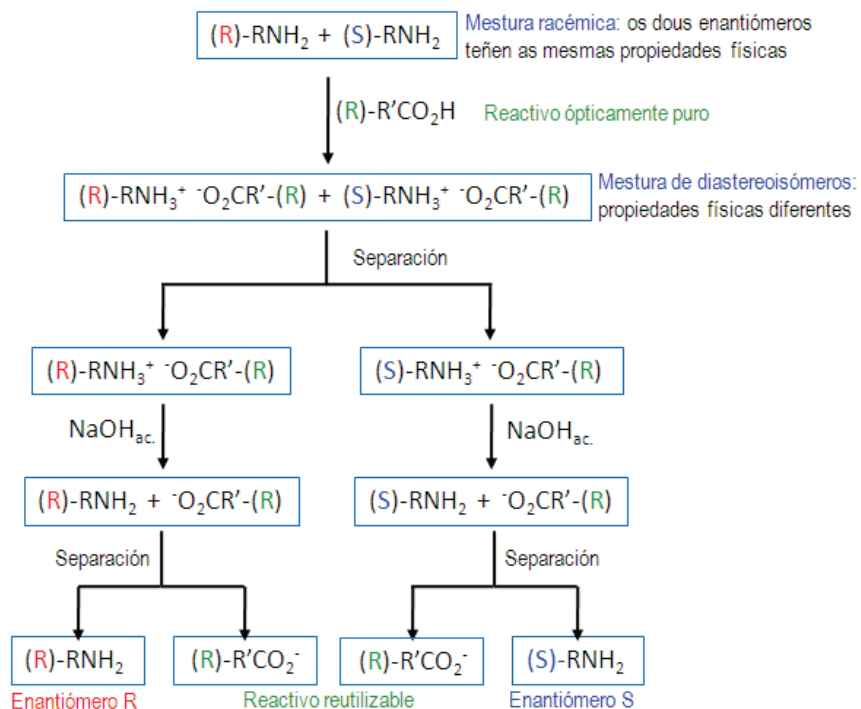 (R)-RNH₂ + (S)-RNH₂
Mestura racémica: os dous enantiómeros
teñen as mesmas propiedades físicas
(R)-R'CO₂H
Reactivo ópticamente puro
(R)-RNH₃⁺ ⁻O₂CR'-(R) + (S)-RNH₃⁺ ⁻O₂CR'-(R)
Mestura de diastereoisómeros:
propiedades físicas diferentes
Separación
(R)-RNH₃⁺ ⁻O₂CR'-(R)
(S)-RNH₃⁺ ⁻O₂CR'-(R)
NaOHac.
NaOHac.
(R)-RNH₂ + ⁻O₂CR'-(R)
(S)-RNH₂ + ⁻O₂CR'-(R)
Separación
Separación
(R)-RNH₂
(R)-R'CO₂⁻
(R)-R'CO₂⁻
(S)-RNH₂
Enantiómero R
Reactivo reutilizable
Enantiómero S